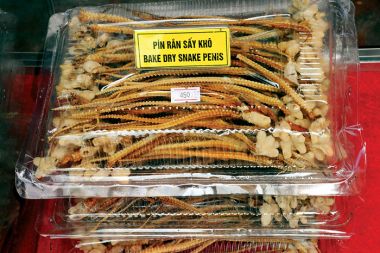 PÍN RẮN SẤY KHÔ
BAKE DRY SNAKE PENIS
450